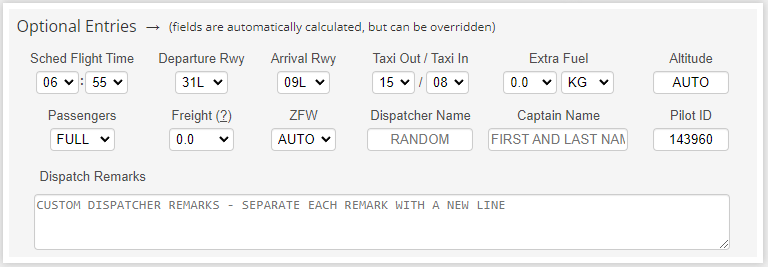 Optional Entries → (fields are automatically calculated, but can be overridden)
Sched Flight Time Departure Rwy Arrival Rwy Taxi Out / Taxi In Extra Fuel Altitude
06 : 55 31L 09L 15 / 08 0.0 KG AUTO
Passengers Freight (?) ZFW Dispatcher Name Captain Name Pilot ID
FULL 0.0 AUTO RANDOM FIRST AND LAST NAM 143960
Dispatch Remarks
CUSTOM DISPATCHER REMARKS - SEPARATE EACH REMARK WITH A NEW LINE